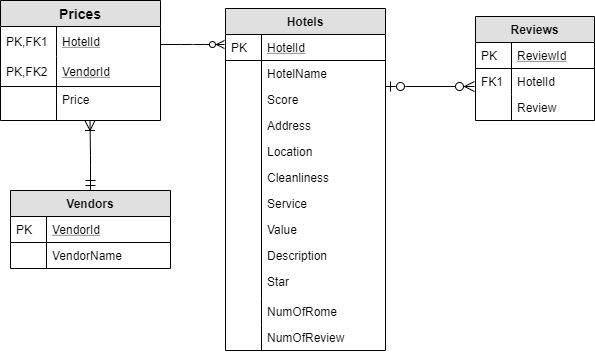 Prices
PK,FK1 HotelId
PK,FK2 VendorId
Price
Vendors
PK VendorId
VendorName
Hotels
PK HotelId
HotelName
Score
Address
Location
Cleanliness
Service
Value
Description
Star
NumOfRome
NumOfReview
Reviews
PK ReviewId
FK1 HotelId
Review